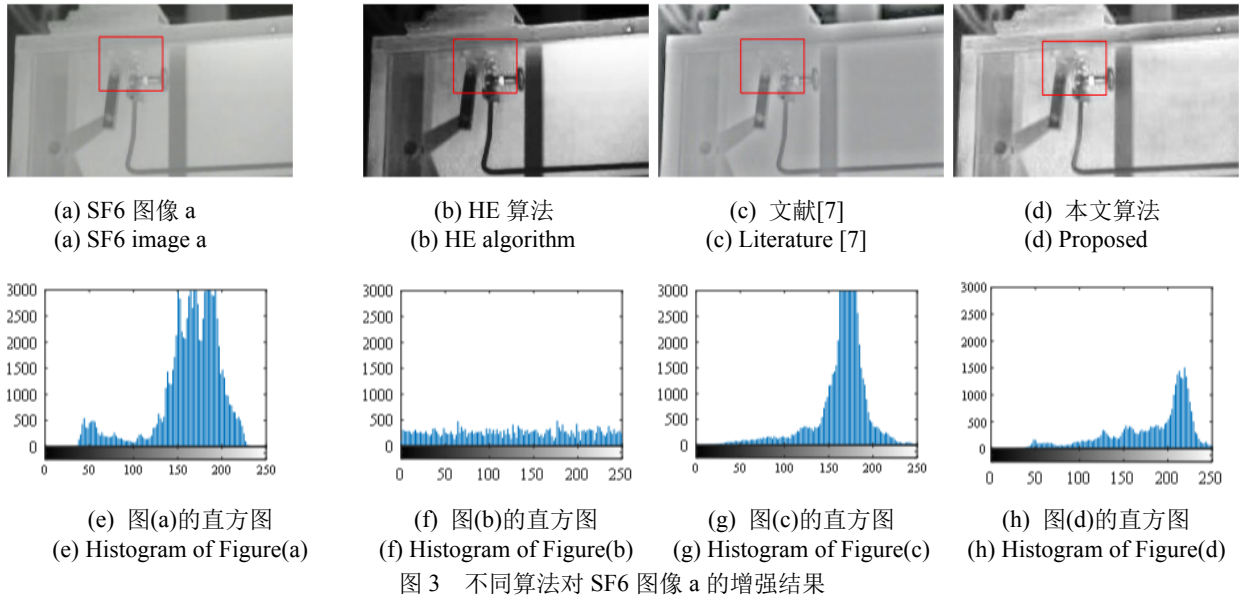 (a) SF6 图像 a
(a) SF6 image a
(b) HE 算法
(b) HE algorithm
(c) 文献[7]
(c) Literature [7]
(d) 本文算法
(d) Proposed
3000
2500
2000
1500
1000
500
0
0 50 100 150 200 250
3000
2500
2000
1500
1000
500
0
0 50 100 150 200 250
3000
2500
2000
1500
1000
500
0
0 50 100 150 200 250
3000
2500
2000
1500
1000
500
0
0 50 100 150 200 250
(e) 图(a)的直方图
(e) Histogram of Figure(a)
(f) 图(b)的直方图
(f) Histogram of Figure(b)
(g) 图(c)的直方图
(g) Histogram of Figure(c)
(h) 图(d)的直方图
(h) Histogram of Figure(d)
图 3 不同算法对 SF6 图像 a 的增强结果